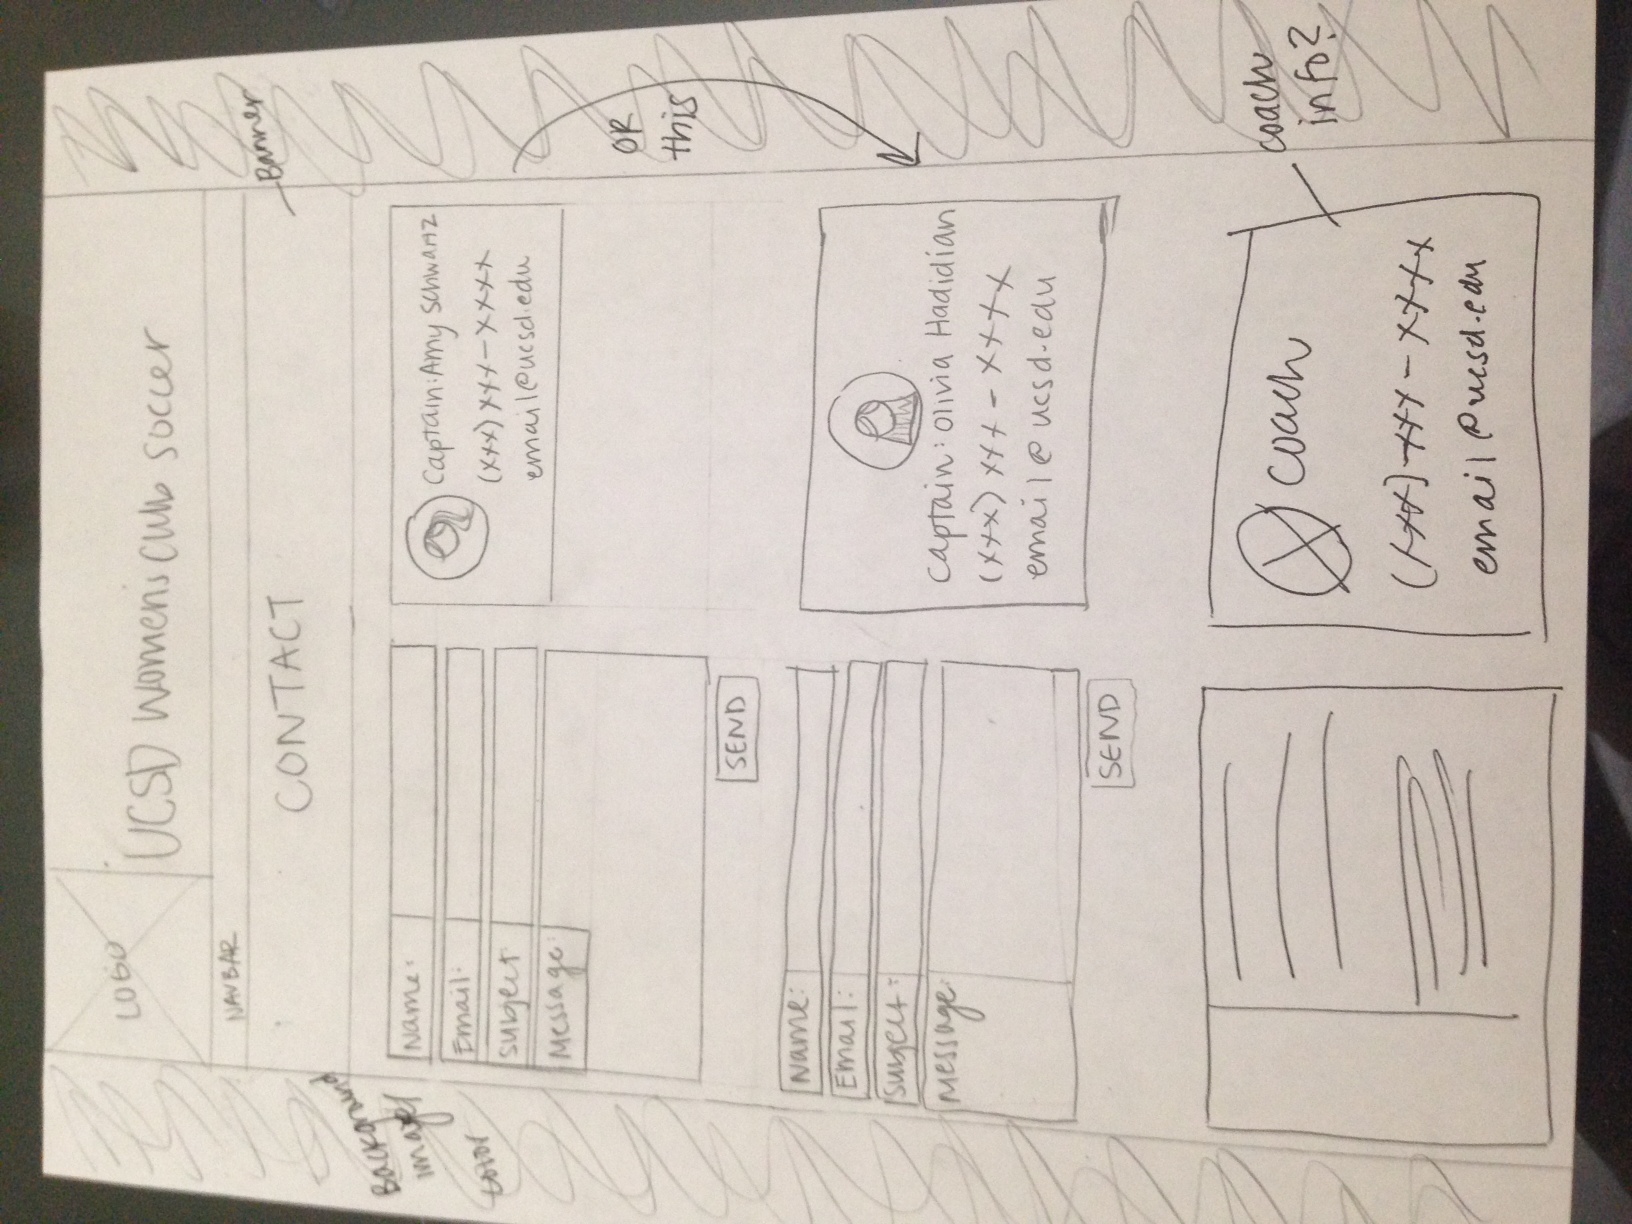 LOGO
UCSD Womens Club soccer
NAVBAR
CONTACT
Banner
Background
image/
color
Name:
Email:
Subject:
Message:
SEND
Captain: Amy Schwartz
(xxx) xxx-xxxx
email@ucsd.edu
OR
this
Name:
Email:
Subject:
Message:
SEND
Captain: Olivia Hadidian
(xxx) xxx - xxxx
email@ucsd.edu
Coach
(xxx)-xxx-xxxx
email@ucsd.edu
coach
info?